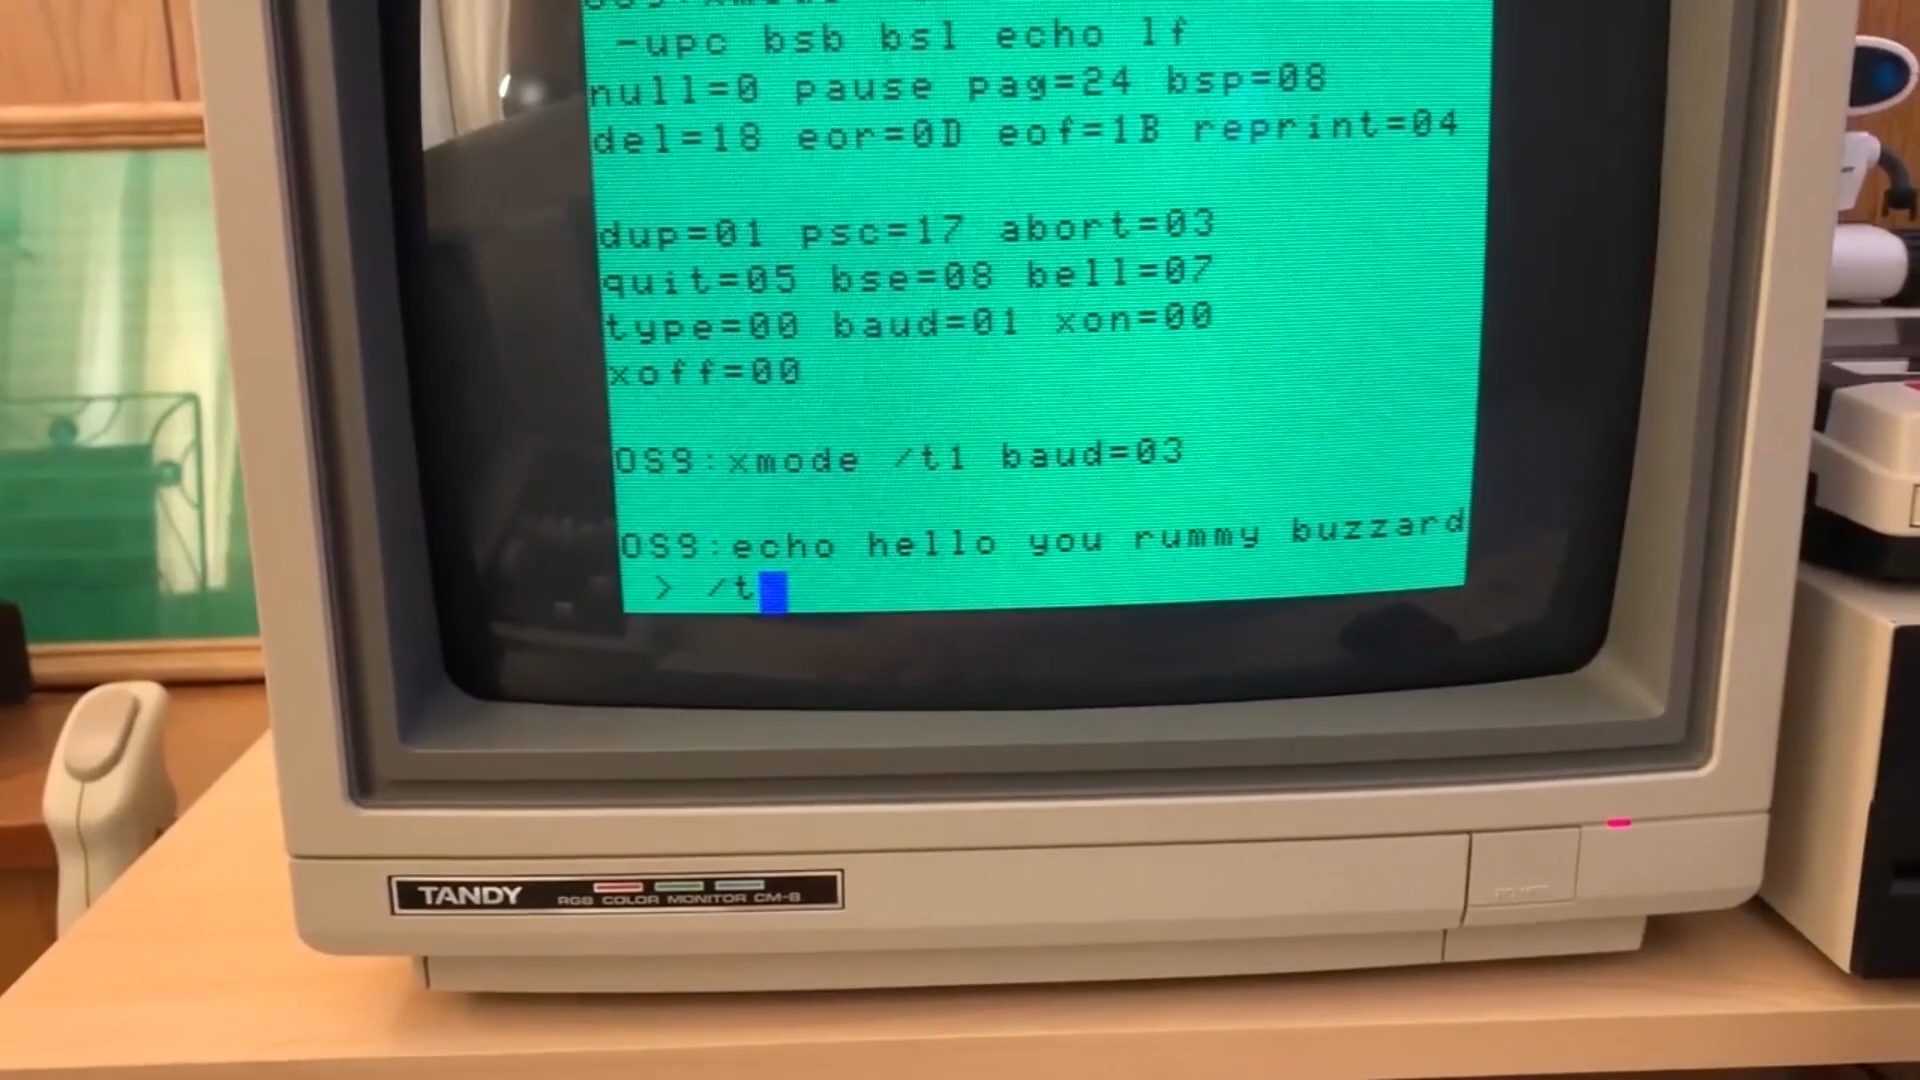 OS9:xmode
-upc bsb bsl echo lf
null=0 pause pag=24 bsp=08
del=18 eor=0D eof=1B reprint=04
dup=01 psc=17 abort=03
quit=05 bse=08 bell=07
type=00 baud=01 xon=00
xoff=00
OS9:xmode /t1 baud=03
OS9:echo hello you rummy buzzard
> /t
TANDY RGB COLOR MONITOR CM-8
POWER